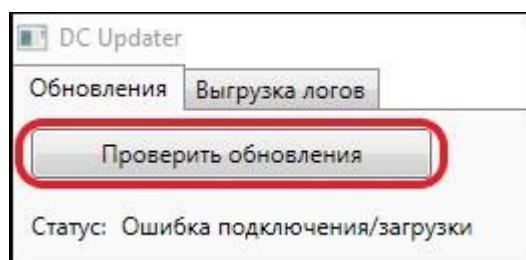 DC Updater
Обновления Выгрузка логов
Проверить обновления
Статус: Ошибка подключения/загрузки